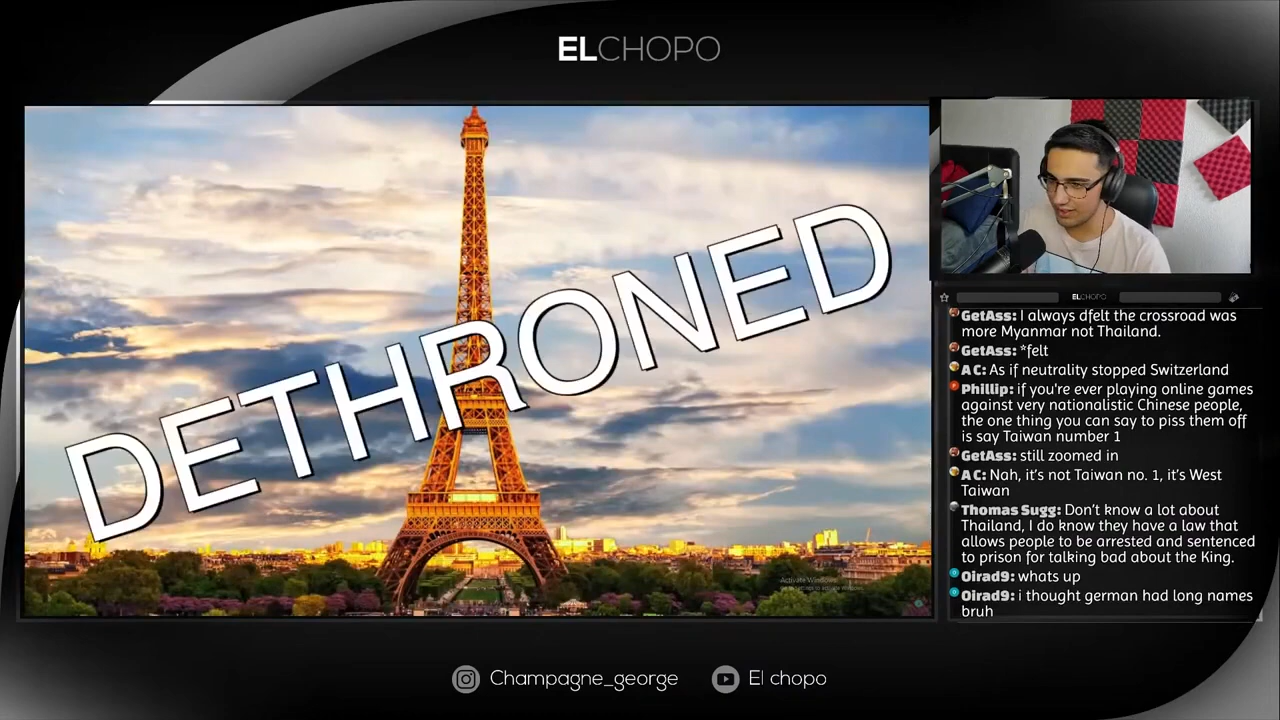 ELCHOPO
DETHRONED
Activate Windows
ELCHOPO
GetAss: I always dfelt the crossroad was
more Myanmar not Thailand.
GetAss: *felt
A C: As if neutrality stopped Switzerland
Phillip: if you're ever playing online games
against very nationalistic Chinese people,
the one thing you can say to piss them off
is say Taiwan number 1
GetAss: still zoomed in
A C: Nah, it's not Taiwan no. 1, it's West
Taiwan
Thomas Sugg: Don't know a lot about
Thailand, I do know they have a law that
allows people to be arrested and sentenced
to prison for talking bad about the King.
Oirad9: whats up
Oirad9: i thought german had long names
bruh
Champagne_george
El chopo